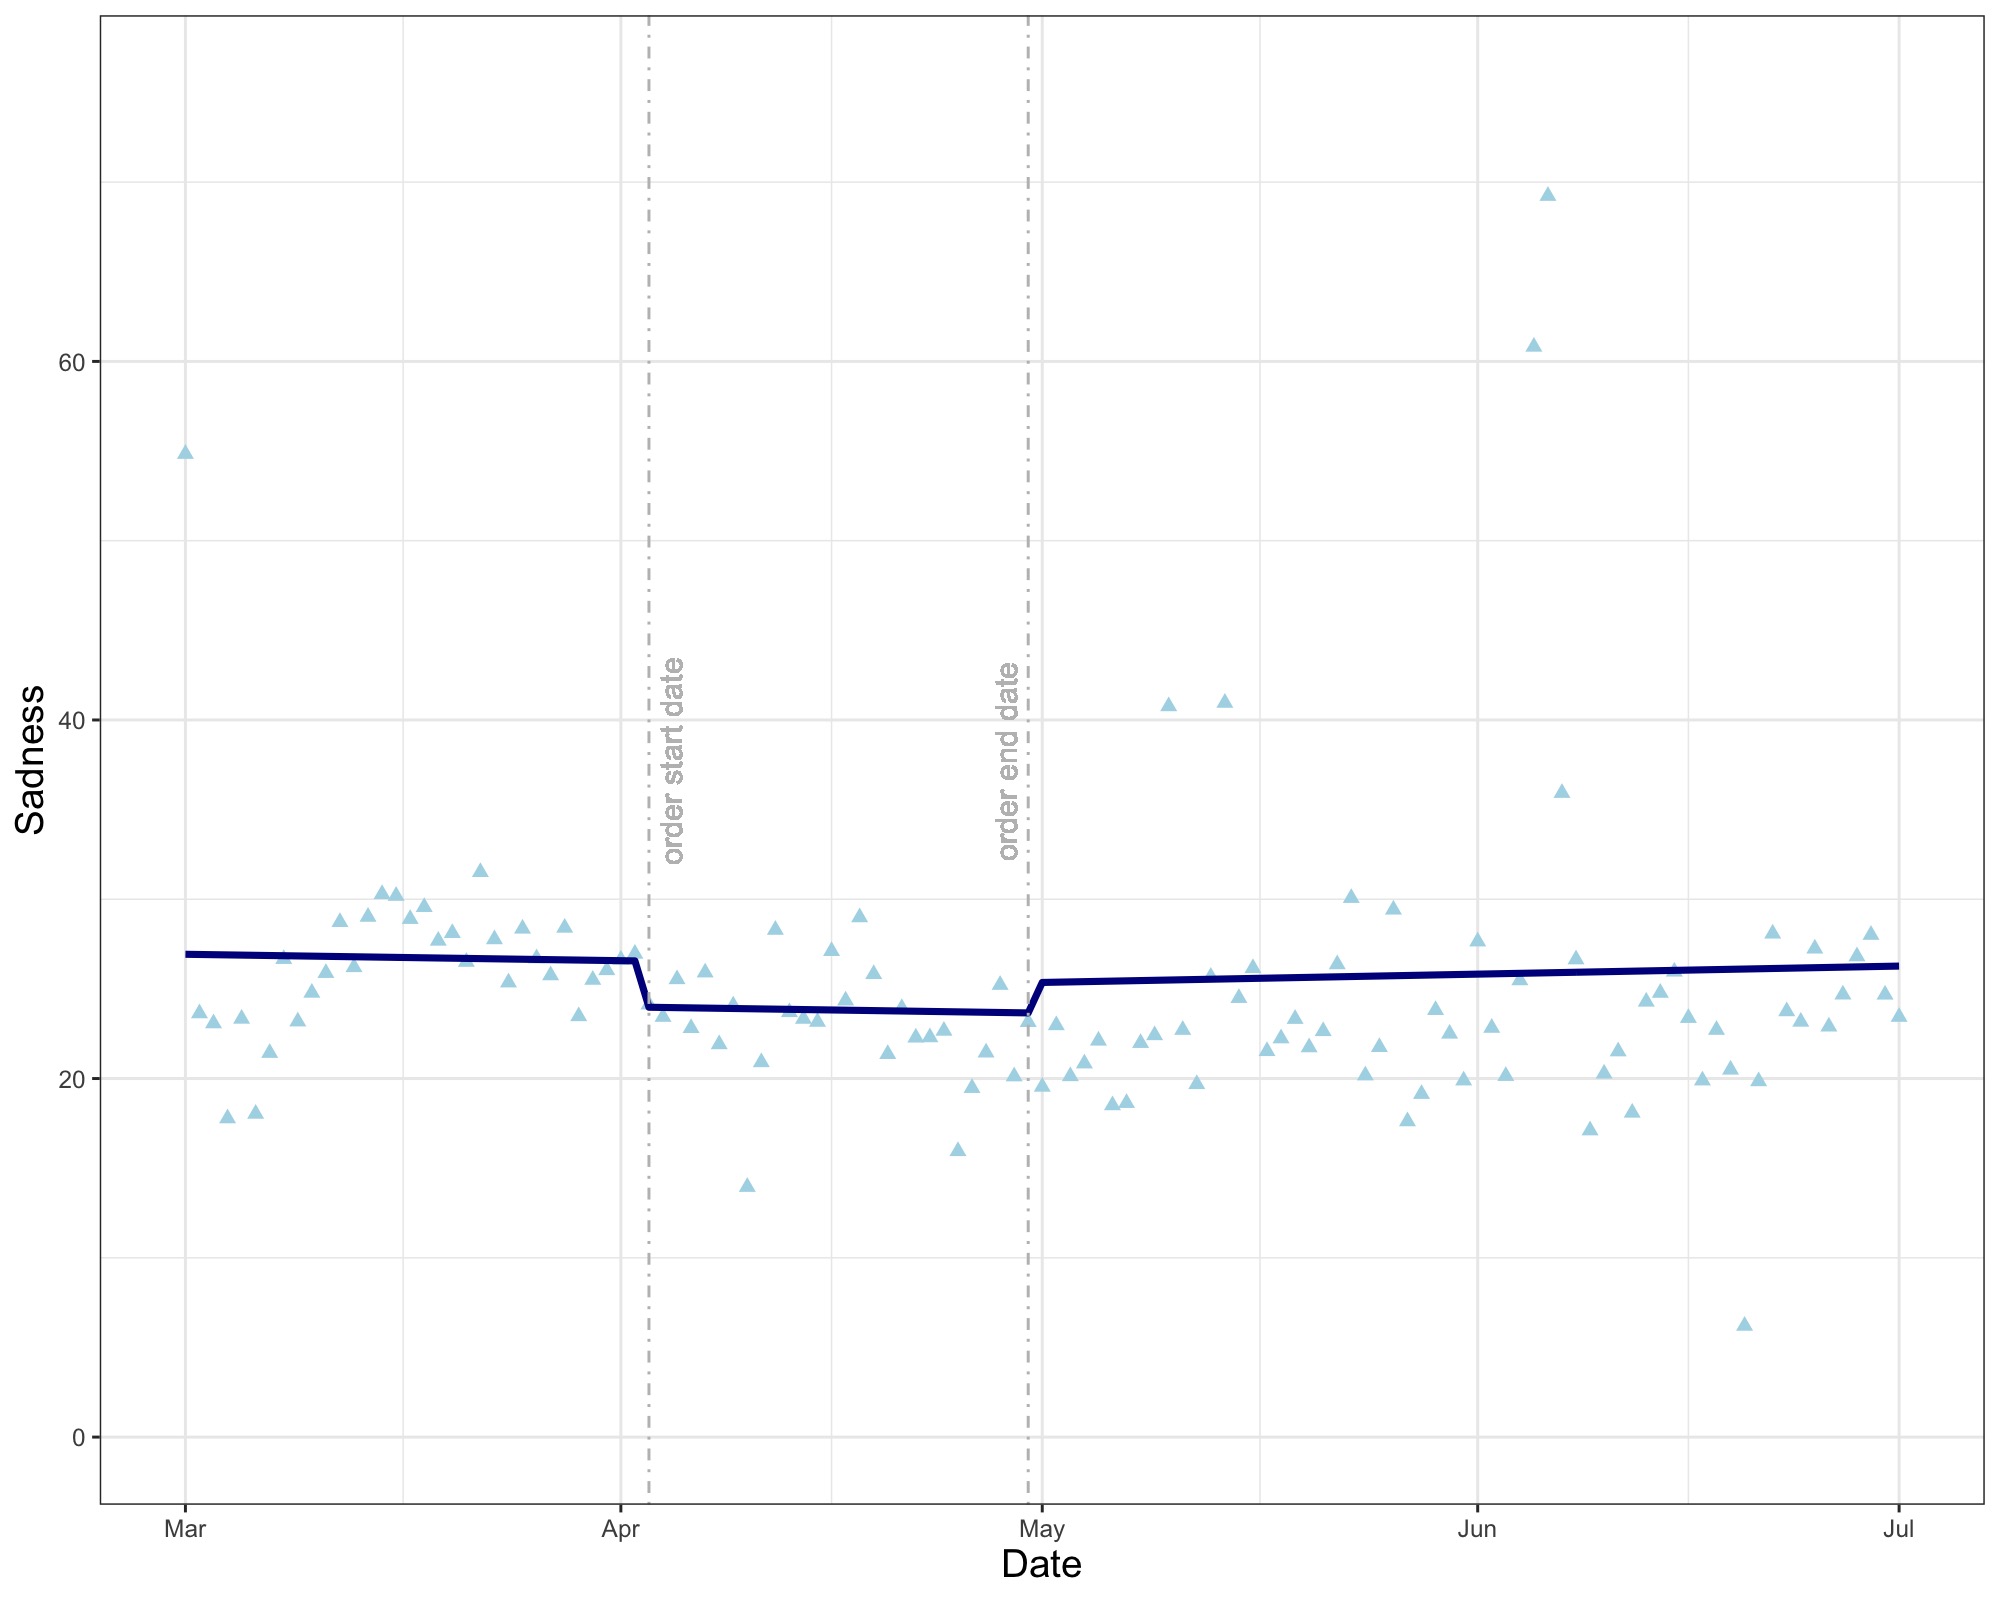 Sadness
60
40
20
0
order start date
order end date
Mar
Apr
May
Jun
Jul
Date